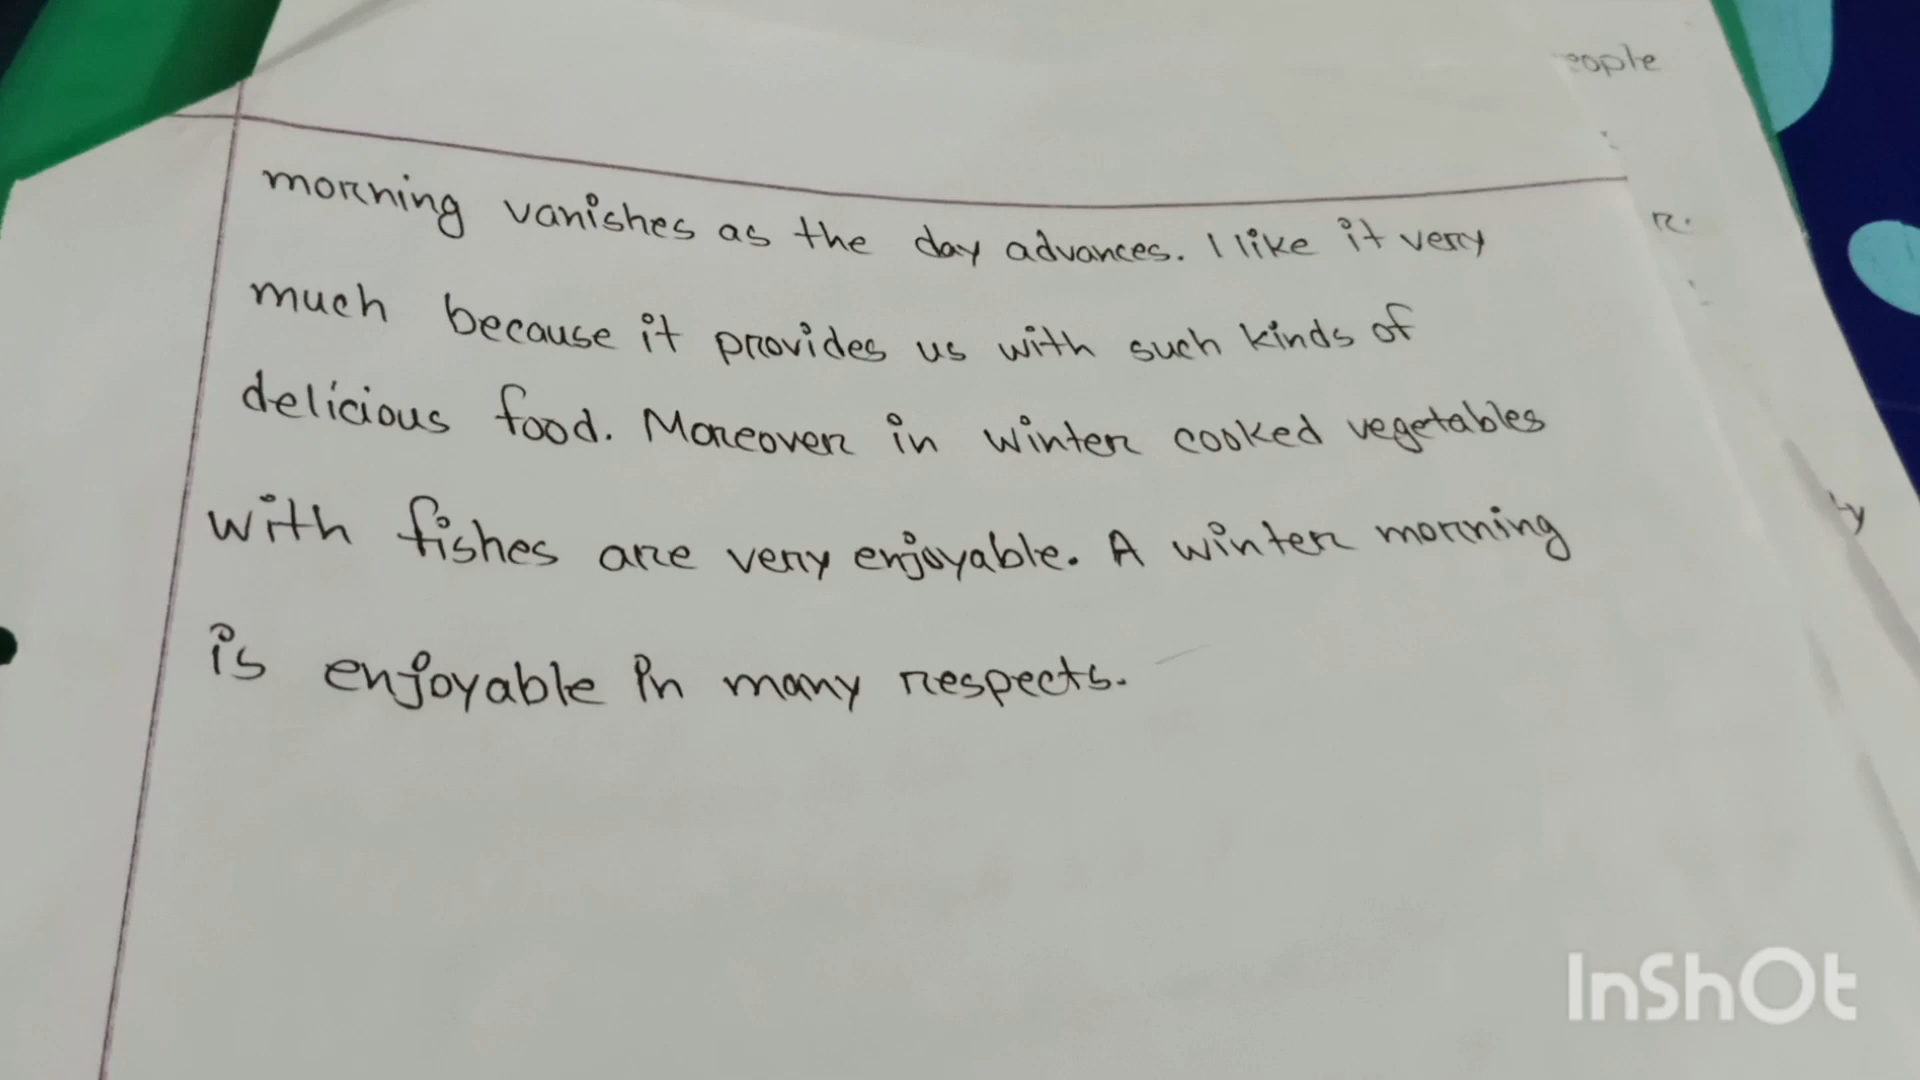 eople
morning vanishes as the day advances. I like it very
r.
much because it provides us with such kinds of
delicious food. Moreover in winter cooked vegetables
with fishes are very enjoyable. A winter morning
is enjoyable in many respects.
InShOt